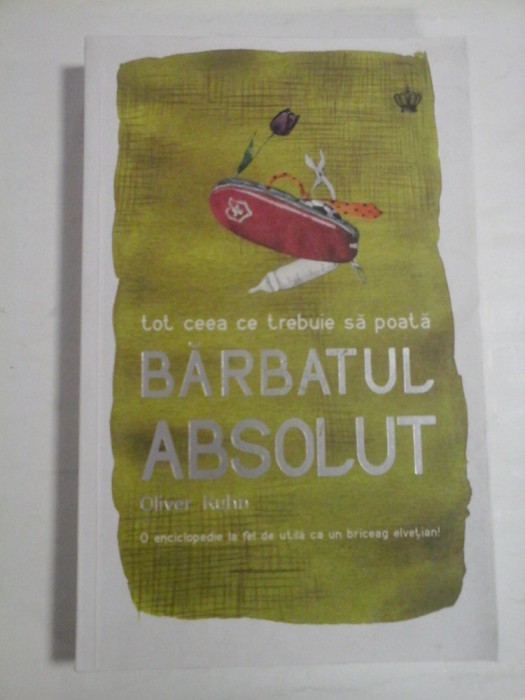 tot ceea ce trebuie să poată
BĂRBATUL
ABSOLUT
Oliver Kuhn
O enciclopedie la fel de utilă ca un briceag elvețian!